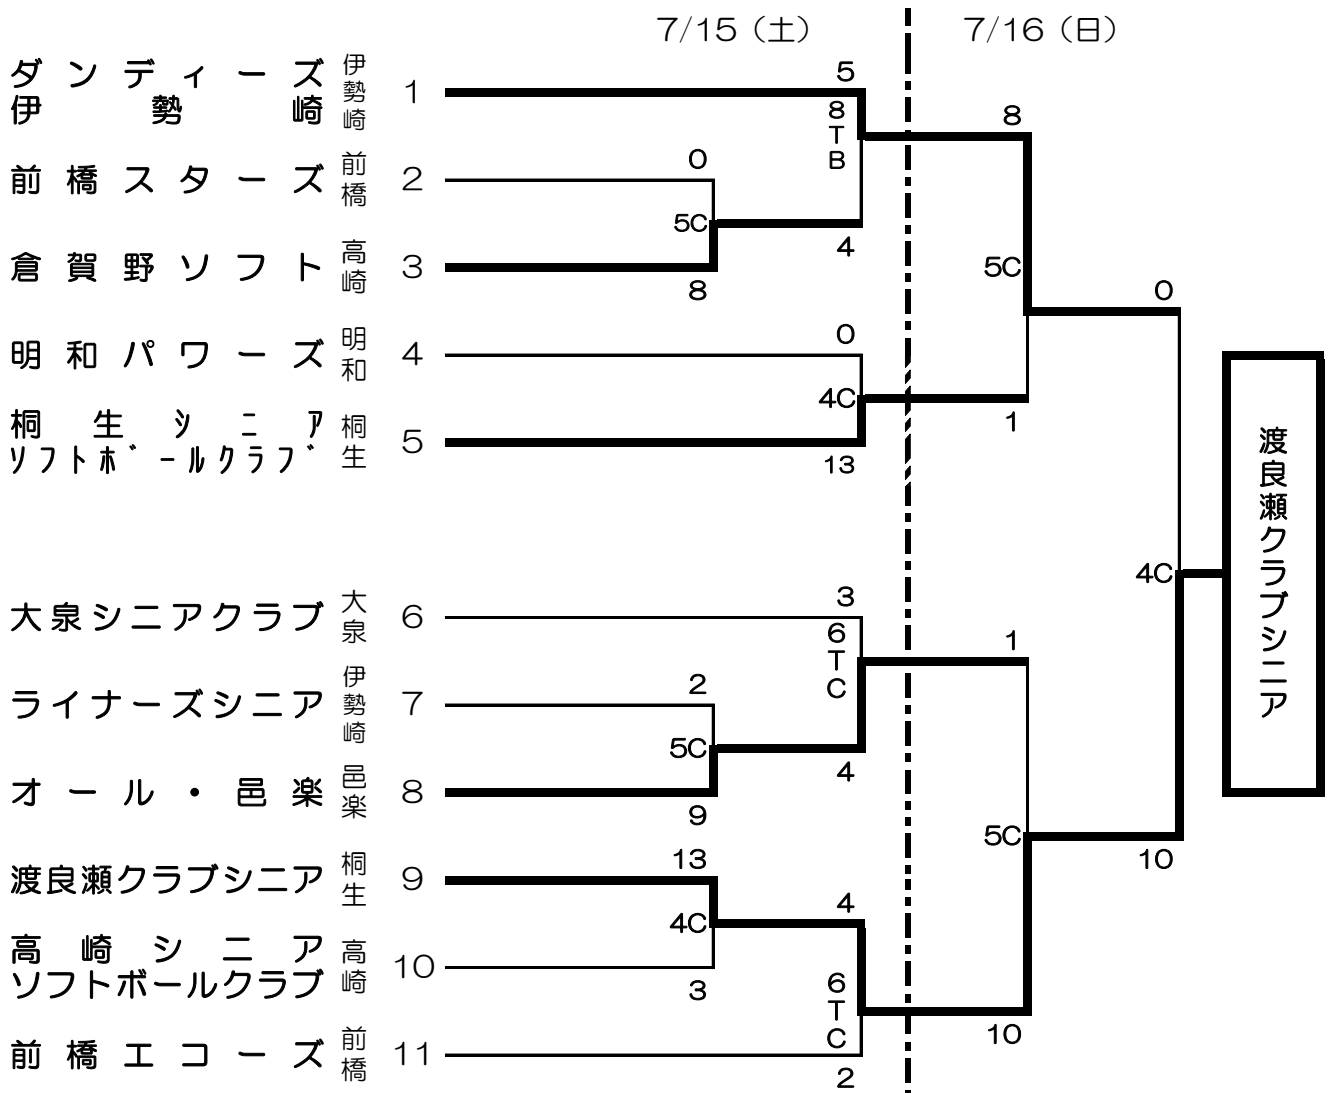 7/15（土）
7/16（日）
ダンディーズ
伊勢崎
伊勢崎
1
5
8TB
8
前橋スターズ
前橋
2
0
5C
4
倉賀野ソフト
高崎
3
8
5C
0
明和パワーズ
明和
4
0
4C
1
桐生シニア
ソフトボールクラブ
桐生
5
13
渡良瀬クラブシニア
4C
大泉シニアクラブ
大泉
6
3
6TC
1
ライナーズシニア
伊勢崎
7
2
5C
4
オール・邑楽
邑楽
8
9
5C
10
渡良瀬クラブシニア
桐生
9
13
4C
4
高崎シニア
ソフトボールクラブ
高崎
10
3
6TC
10
前橋エコーズ
前橋
11
2